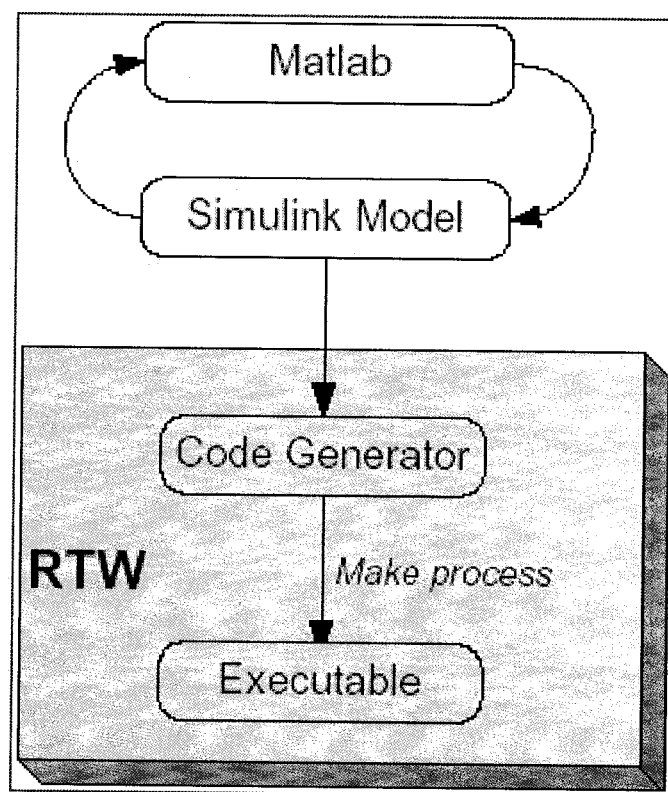 Matlab
Simulink Model
Code Generator
RTW
Make process
Executable